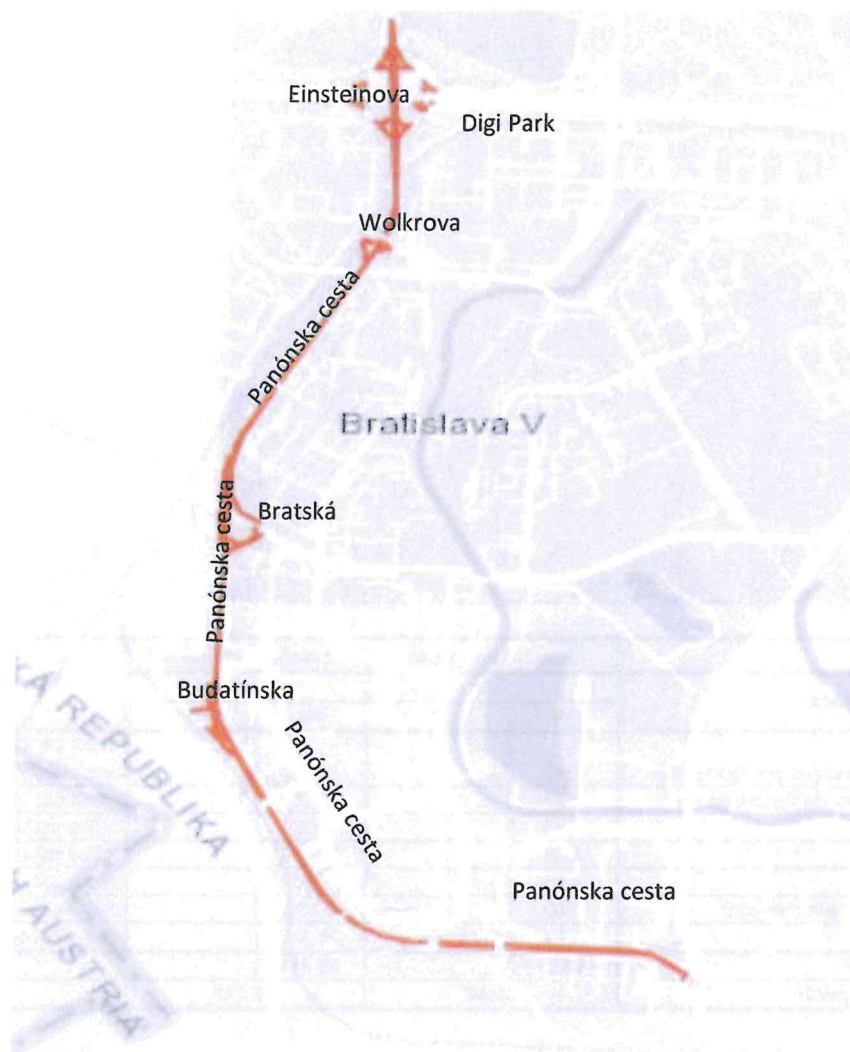 Einsteinova
Digi Park
Wolkrova
Panónska cesta
Bratislava V
Panónska cesta
Bratská
Budatínska
KÁ REPUBLIKA
Panónska cesta
Panónska cesta
H AUSTRIA